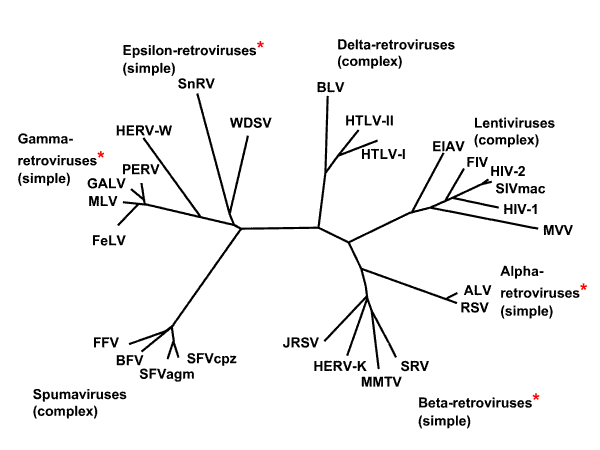 Epsilon-retroviruses*
(simple)
SnRV
WDSV
Delta-retroviruses
(complex)
BLV
HTLV-II
HTLV-I
Lentiviruses
(complex)
EIAV
FIV
HIV-2
SIVmac
HIV-1
MVV
Gamma-
retroviruses*
(simple)
HERV-W
PERV
GALV
MLV
FeLV
Alpha-
retroviruses*
(simple)
ALV
RSV
JRSV
HERV-K
MMTV
SRV
Beta-retroviruses*
(simple)
FFV
BFV
SFVagm
SFVcpz
Spumaviruses
(complex)